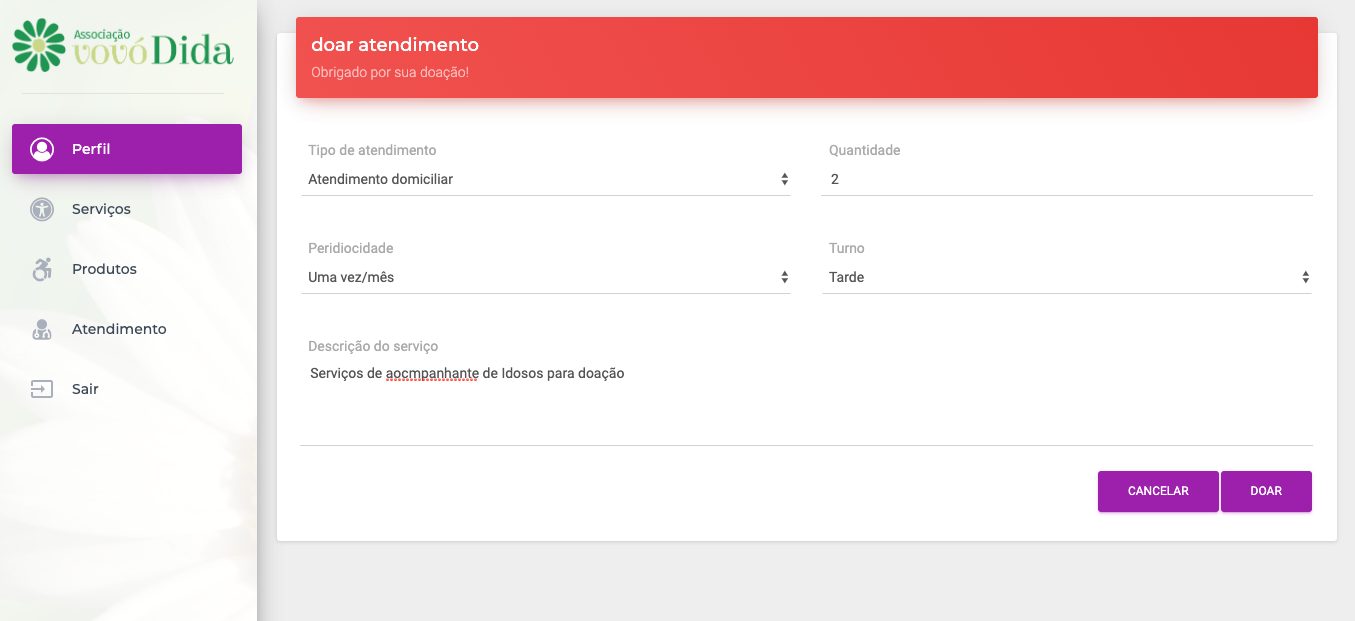 Associação
vovó Dida
Perfil
Serviços
Produtos
Atendimento
Sair
doar atendimento
Obrigado por sua doação!
Tipo de atendimento
Atendimento domiciliar
Quantidade
2
Peridiocidade
Uma vez/mês
Turno
Tarde
Descrição do serviço
Serviços de aocmpanhante de Idosos para doação
CANCELAR
DOAR